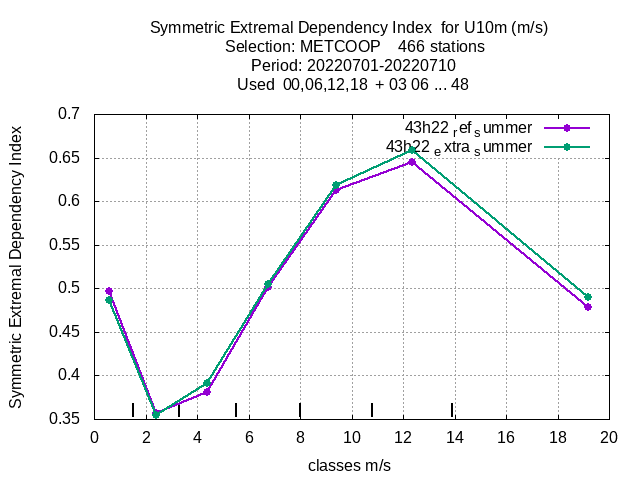 Symmetric Extremal Dependency Index  for U10m (m/s)
Selection: METCOOP    466 stations
Period: 20220701-20220710
Used  00,06,12,18  + 03 06 ... 48
43h22 ref summer
43h22 extra summer
0.7
0.65
0.6
0.55
0.5
0.45
0.4
0.35
Symmetric Extremal Dependency Index
0 2 4 6 8 10 12 14 16 18 20
classes m/s